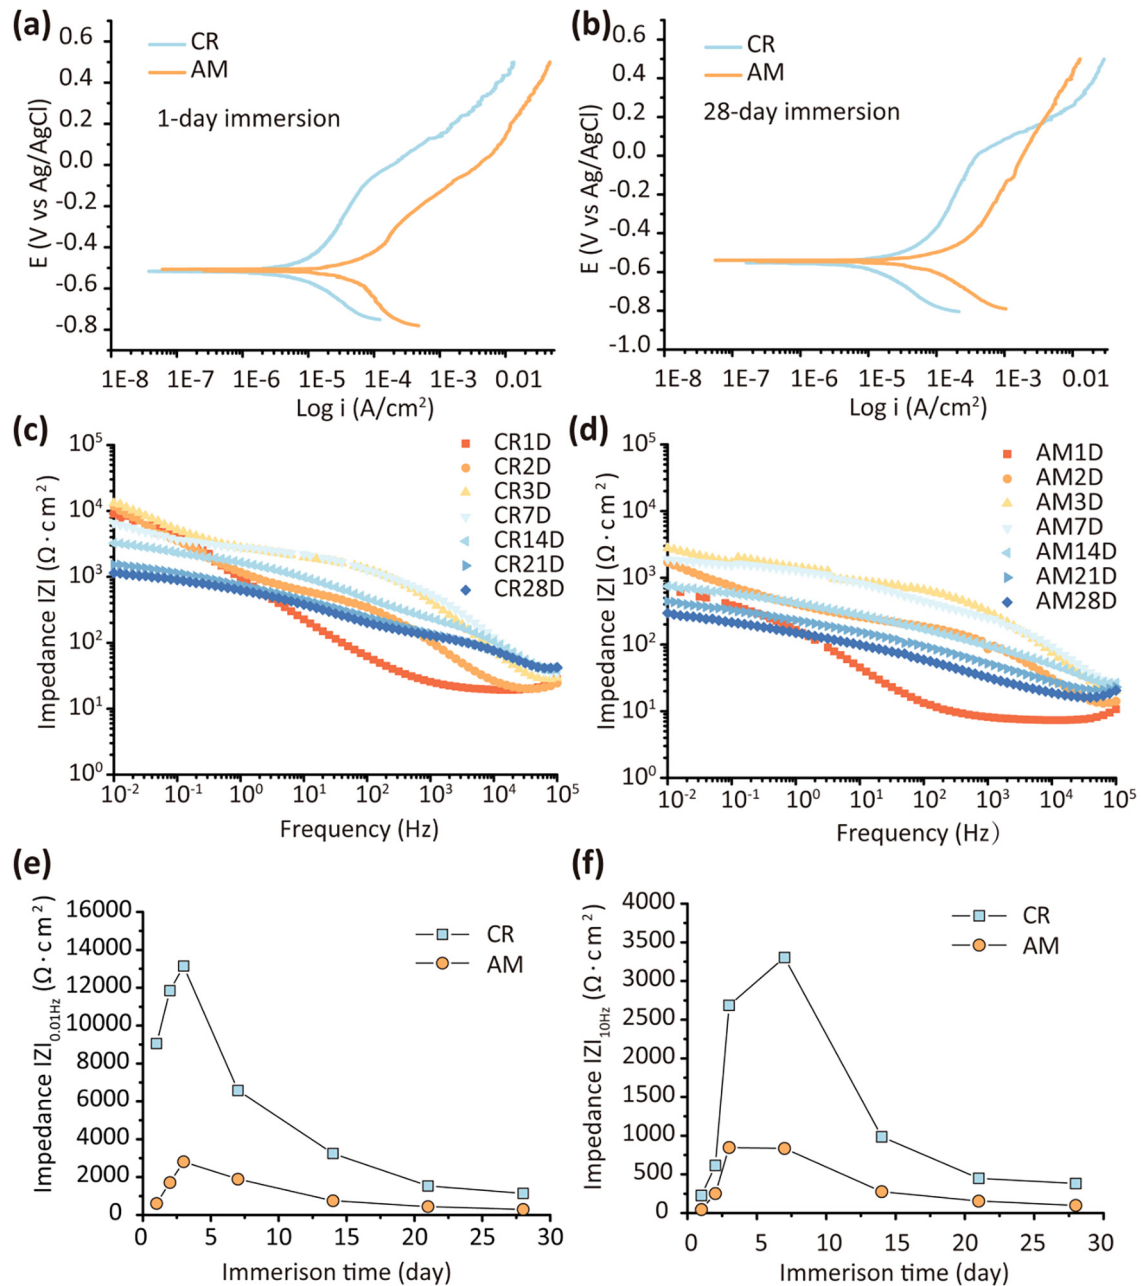 (a)
0.6
0.4
0.2
0.0
-0.2
-0.4
-0.6
-0.8
E (V vs Ag/AgCl)
CR
AM
1-day immersion
1E-8 1E-7 1E-6 1E-5 1E-4 1E-3 0.01
Log i (A/cm²)
(b)
0.6
0.4
0.2
0.0
-0.2
-0.4
-0.6
-0.8
-1.0
E (V vs Ag/AgCl)
CR
AM
28-day immersion
1E-8 1E-7 1E-6 1E-5 1E-4 1E-3 0.01
Log i (A/cm²)
(c)
10⁵
10⁴
10³
10²
10¹
10⁰
Impedance IZI (Ω·cm²)
CR1D
CR2D
CR3D
CR7D
CR14D
CR21D
CR28D
10⁻² 10⁻¹ 10⁰ 10¹ 10² 10³ 10⁴ 10⁵
Frequency (Hz)
(d)
10⁵
10⁴
10³
10²
10¹
10⁰
Impedance IZI (Ω·cm²)
AM1D
AM2D
AM3D
AM7D
AM14D
AM21D
AM28D
10⁻² 10⁻¹ 10⁰ 10¹ 10² 10³ 10⁴ 10⁵
Frequency (Hz)
(e)
16000
14000
12000
10000
8000
6000
4000
2000
0
Impedance IZI0.01Hz (Ω·cm²)
CR
AM
0 5 10 15 20 25 30
Immerison time (day)
(f)
4000
3500
3000
2500
2000
1500
1000
500
0
Impedance IZI10Hz (Ω·cm²)
CR
AM
0 5 10 15 20 25 30
Immerison time (day)